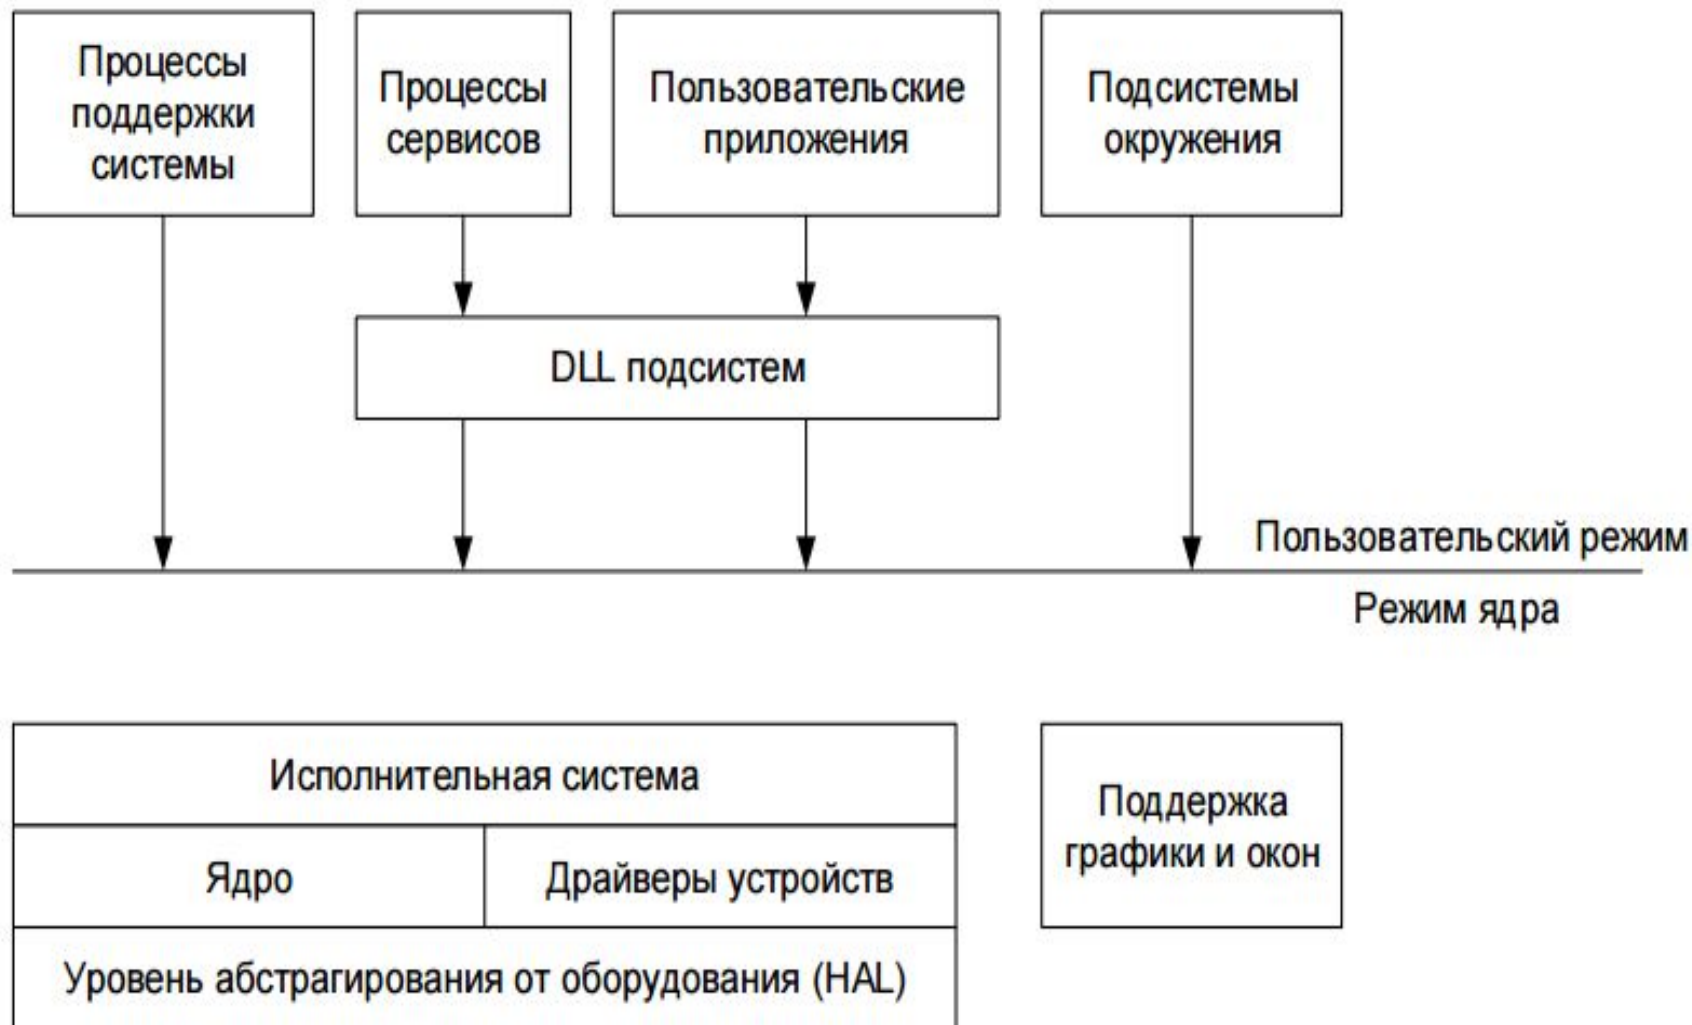 Процессы
поддержки
системы
Процессы
сервисов
Пользовательские
приложения
Подсистемы
окружения
DLL подсистем
Пользовательский режим
Режим ядра
Исполнительная система
Поддержка
графики и окон
Ядро
Драйверы устройств
Уровень абстрагирования от оборудования (HAL)